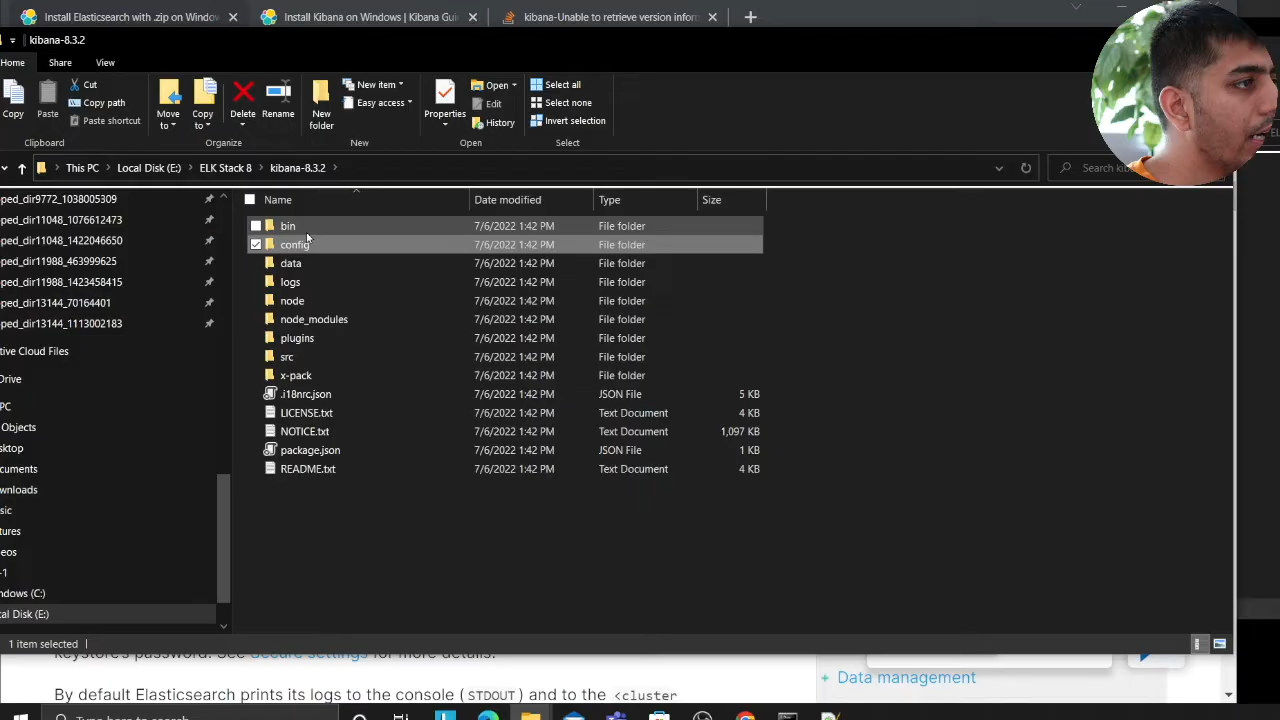 Install Elasticsearch with .zip on Window
Install Kibana on Windows | Kibana Gui
kibana-Unable to retrieve version inforr
kibana-8.3.2
Home Share View
Copy
Paste
Cut
Copy path
Paste shortcut
Move to
Copy to
Delete
Rename
New folder
New item
Easy access
Properties
Open
Edit
History
Select all
Select none
Invert selection
Clipboard Organize New Open Select
This PC Local Disk (E:) ELK Stack 8 kibana-8.3.2
Search kib
Name Date modified Type Size
ped_dir9772_1038005309
ped_dir11048_1076612473
ped_dir11048_1422046650
ped_dir11988_463999625
ped_dir11988_1423458415
ped_dir13144_70164401
ped_dir13144_1113002183
tive Cloud Files
Drive
PC
Objects
sktop
cuments
wnloads
sic
tures
eos
-1
ndows (C:)
cal Disk (E:)
bin 7/6/2022 1:42 PM File folder
config 7/6/2022 1:42 PM File folder
data 7/6/2022 1:42 PM File folder
logs 7/6/2022 1:42 PM File folder
node 7/6/2022 1:42 PM File folder
node_modules 7/6/2022 1:42 PM File folder
plugins 7/6/2022 1:42 PM File folder
src 7/6/2022 1:42 PM File folder
x-pack 7/6/2022 1:42 PM File folder
.i18nrc.json 7/6/2022 1:42 PM JSON File 5 KB
LICENSE.txt 7/6/2022 1:42 PM Text Document 4 KB
NOTICE.txt 7/6/2022 1:42 PM Text Document 1,097 KB
package.json 7/6/2022 1:42 PM JSON File 1 KB
README.txt 7/6/2022 1:42 PM Text Document 4 KB
1 item selected
keystore's password. See Secure settings for more details.
By default Elasticsearch prints its logs to the console (STDOUT) and to the <cluster
+ Data management
Type here to search